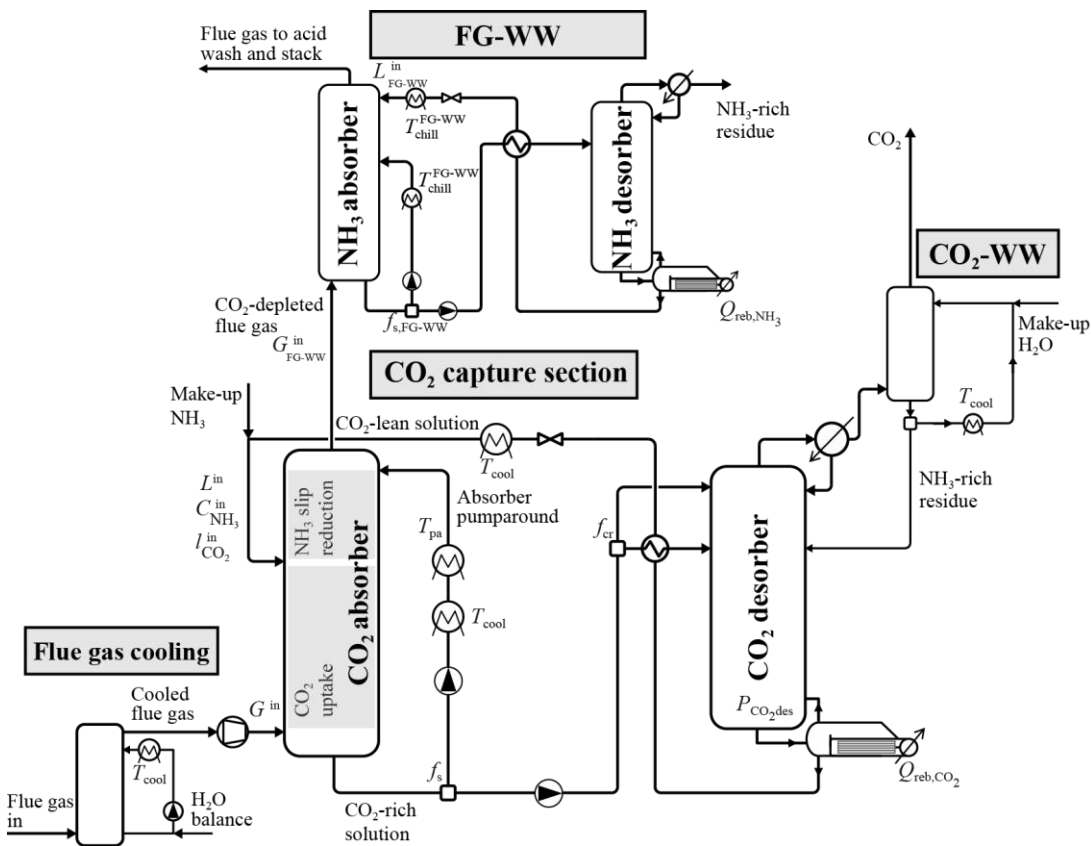 Flue gas to acid
wash and stack
FG-WW
L^in_FG-WW
T^FG-WW_chill
NH₃-rich
residue
NH₃ absorber
T^FG-WW_chill
NH₃ desorber
CO₂
CO₂-WW
Q_reb,NH₃
f_s,FG-WW
CO₂-depleted
flue gas
G^in_FG-WW
Make-up
H₂O
T_cool
CO₂ capture section
Make-up
NH₃
CO₂-lean solution
T_cool
NH₃-rich
residue
L^in
C^in_NH₃
l^in_CO₂
NH₃ slip
reduction
CO₂ absorber
CO₂
uptake
Absorber
pumparound
T_pa
T_cool
f_cr
CO₂ desorber
P_CO₂des
Q_reb,CO₂
Flue gas cooling
Cooled
flue gas
G^in
T_cool
Flue gas
in
H₂O
balance
f_s
CO₂-rich
solution